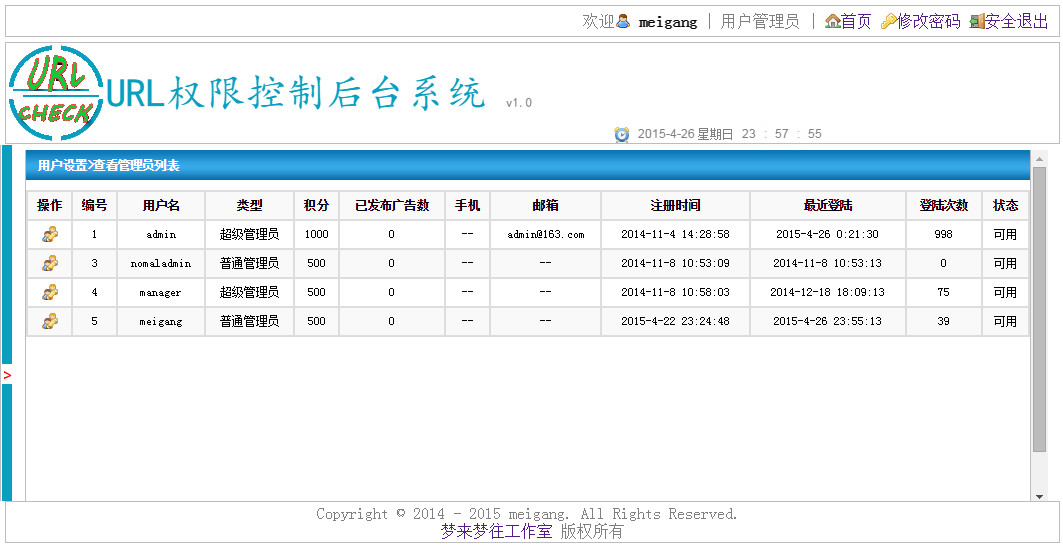 欢迎 meigang | 用户管理员 | 首页 修改密码 安全退出
URL CHECK
URL权限控制后台系统 v1.0
2015-4-26 星期日 23 : 57 : 55
用户设置>查看管理员列表
操作 编号 用户名 类型 积分 已发布广告数 手机 邮箱 注册时间 最近登陆 登陆次数 状态
1 admin 超级管理员 1000 0 -- admin@163.com 2014-11-4 14:28:58 2015-4-26 0:21:30 998 可用
3 nomaladmin 普通管理员 500 0 -- -- 2014-11-8 10:53:09 2014-11-8 10:53:13 0 可用
4 manager 超级管理员 500 0 -- -- 2014-11-8 10:58:03 2014-12-18 18:09:13 75 可用
5 meigang 普通管理员 500 0 -- -- 2015-4-22 23:24:48 2015-4-26 23:55:13 39 可用
>
Copyright © 2014 - 2015 meigang. All Rights Reserved.
梦来梦往工作室 版权所有